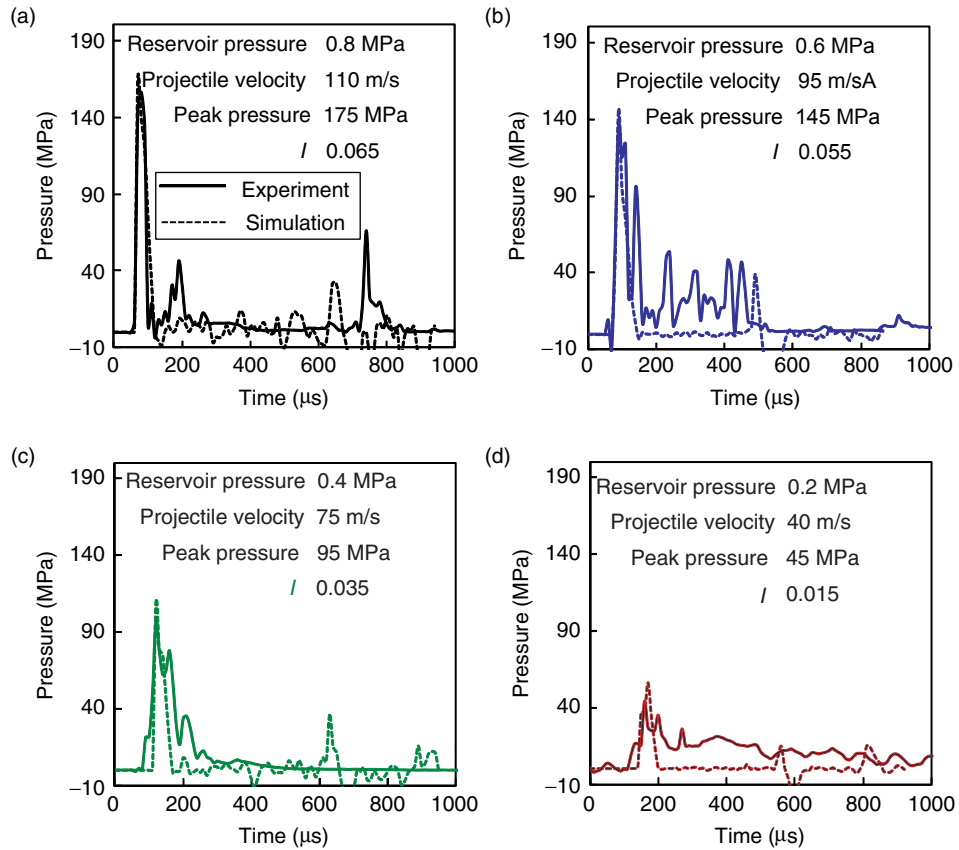 (a)
190
140
90
40
−10
Pressure (MPa)
Reservoir pressure 0.8 MPa
Projectile velocity 110 m/s
Peak pressure 175 MPa
I 0.065
Experiment
Simulation
0 200 400 600 800 1000
Time (μs)
(b)
190
140
90
40
−10
Pressure (MPa)
Reservoir pressure 0.6 MPa
Projectile velocity 95 m/sA
Peak pressure 145 MPa
I 0.055
0 200 400 600 800 1000
Time (μs)
(c)
190
140
90
40
−10
Pressure (MPa)
Reservoir pressure 0.4 MPa
Projectile velocity 75 m/s
Peak pressure 95 MPa
I 0.035
0 200 400 600 800 1000
Time (μs)
(d)
190
140
90
40
−10
Pressure (MPa)
Reservoir pressure 0.2 MPa
Projectile velocity 40 m/s
Peak pressure 45 MPa
I 0.015
0 200 400 600 800 1000
Time (μs)